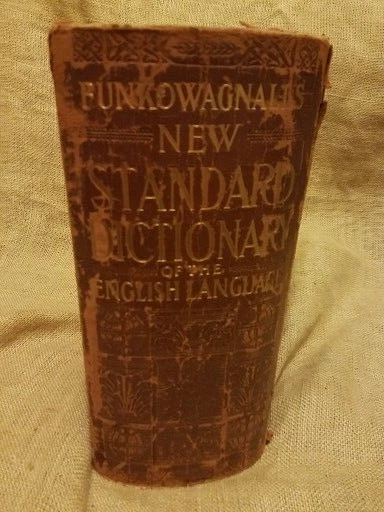 FUNK & WAGNALLS
NEW
STANDARD
DICTIONARY
OF THE
ENGLISH LANGUAGE